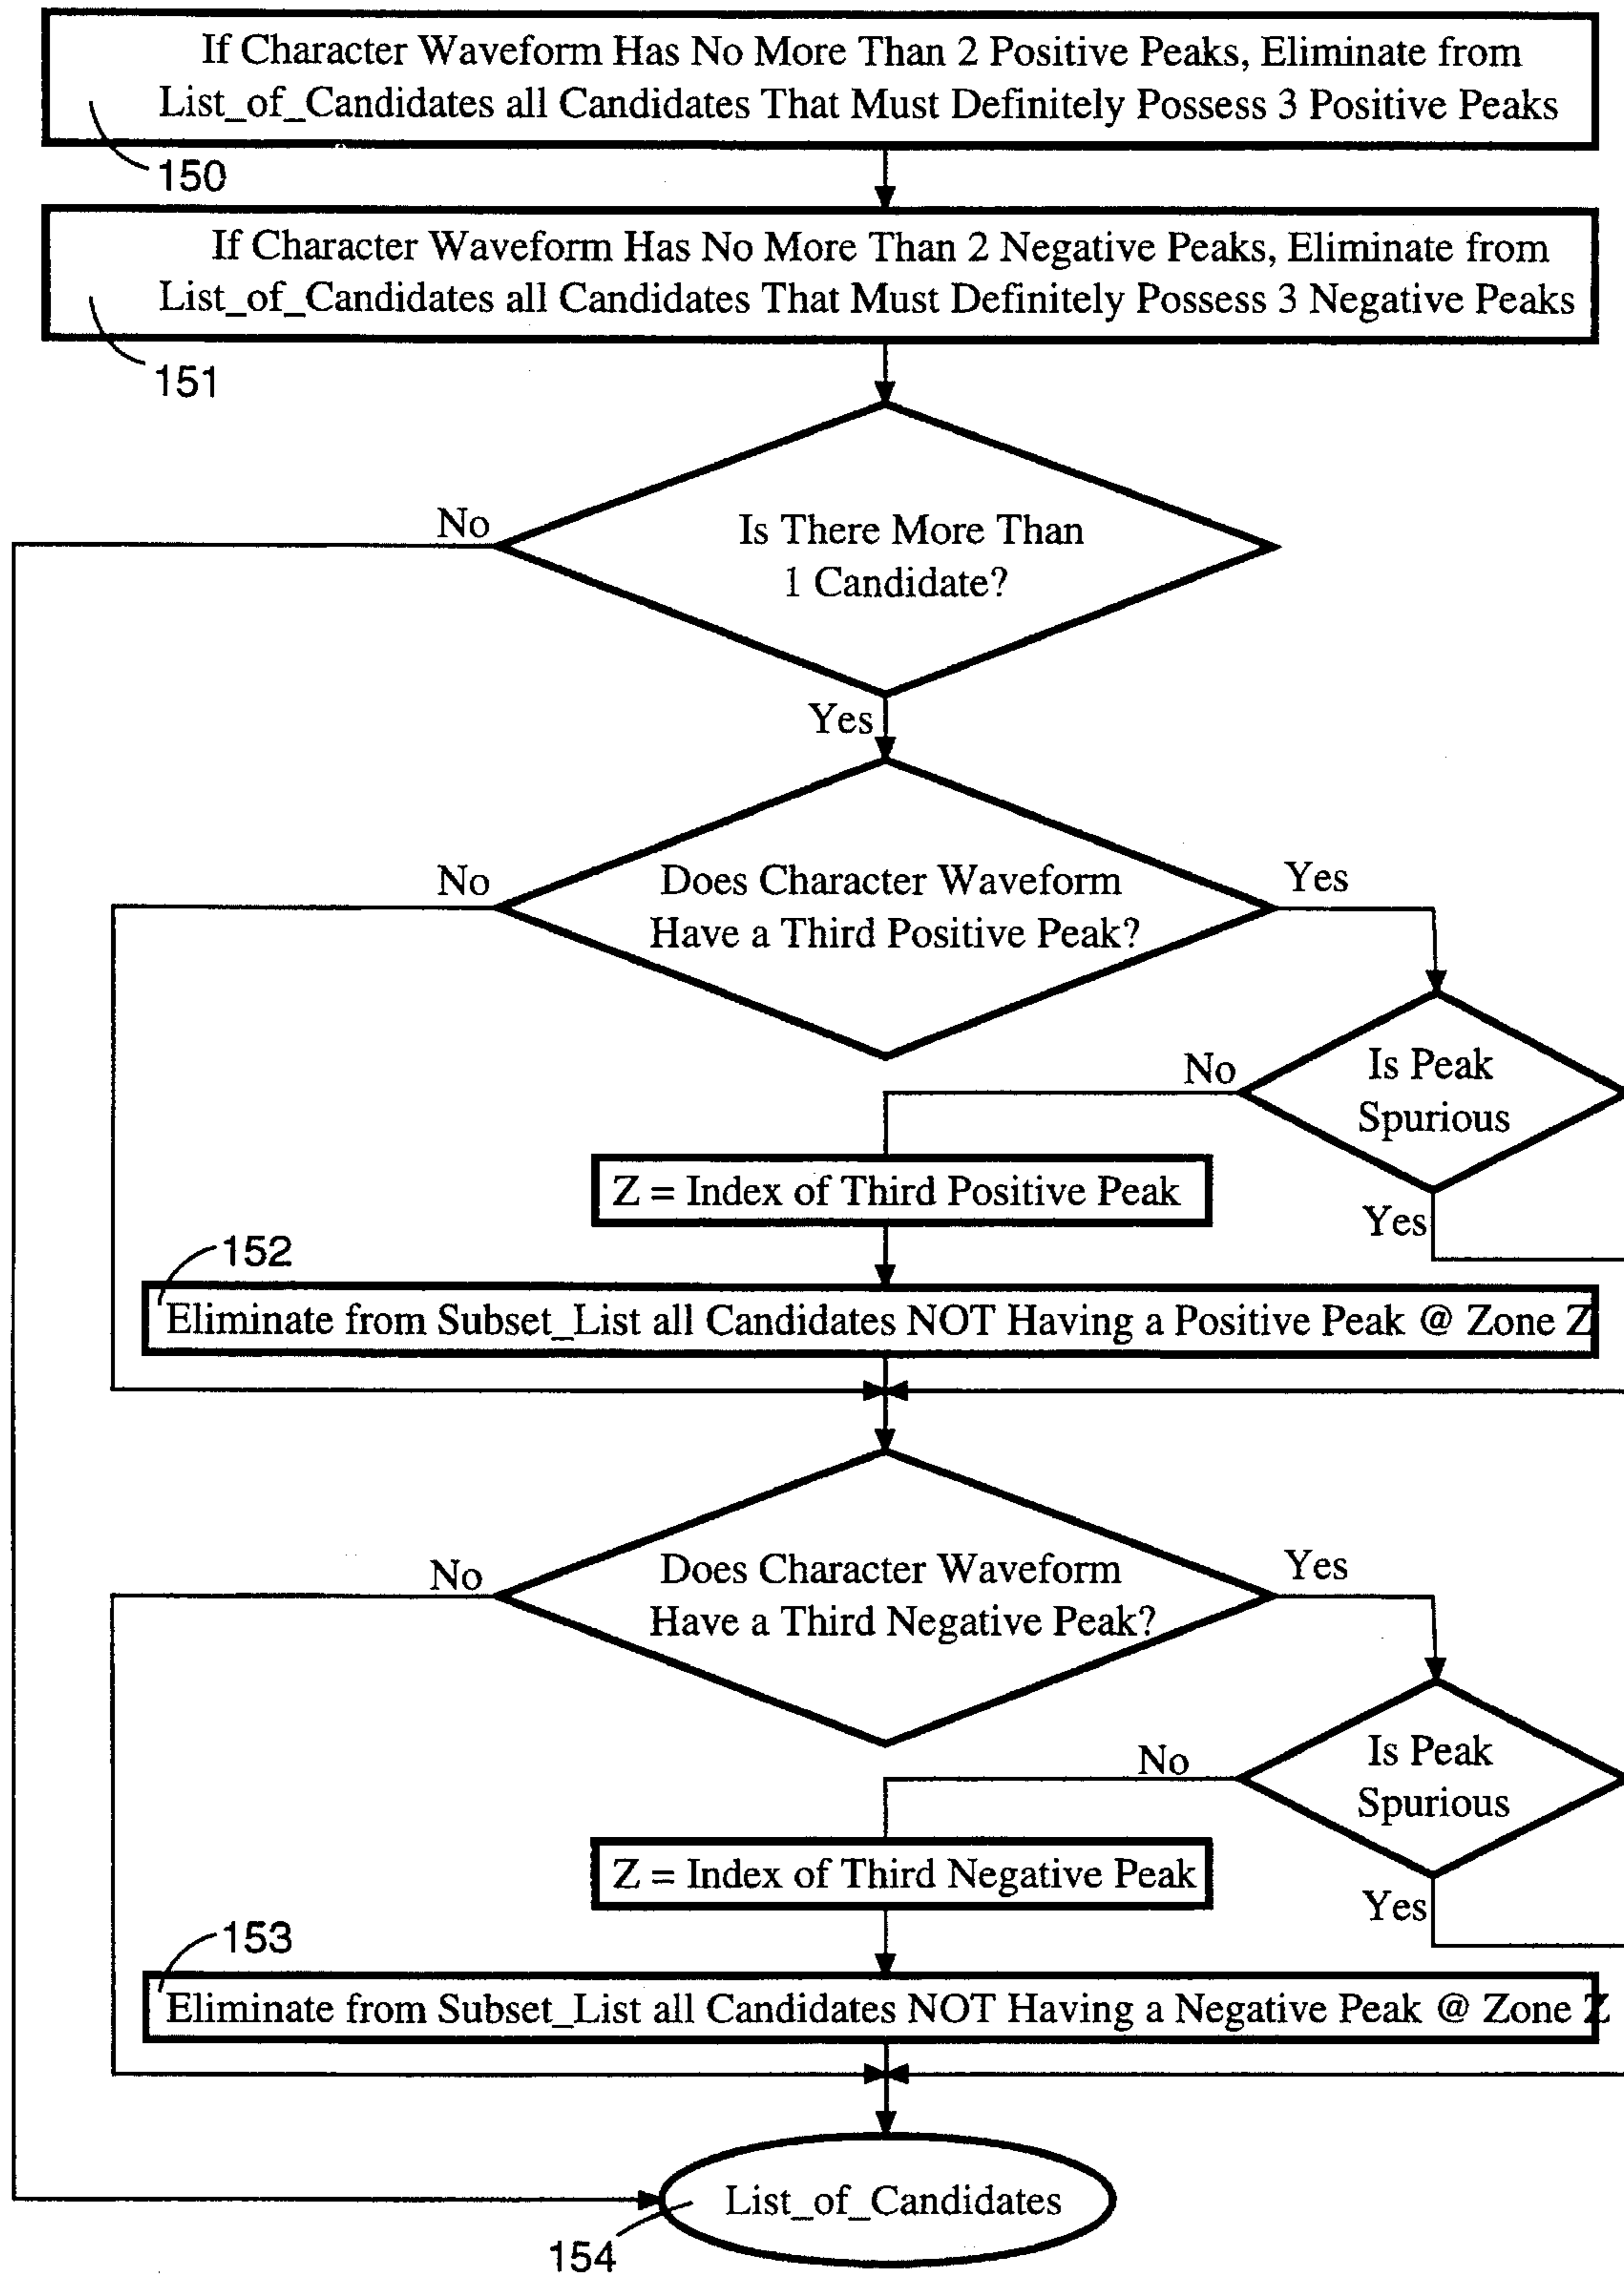 If Character Waveform Has No More Than 2 Positive Peaks, Eliminate from
List_of_Candidates all Candidates That Must Definitely Possess 3 Positive Peaks
150
If Character Waveform Has No More Than 2 Negative Peaks, Eliminate from
List_of_Candidates all Candidates That Must Definitely Possess 3 Negative Peaks
151
No
Is There More Than
1 Candidate?
Yes
No
Does Character Waveform
Have a Third Positive Peak?
Yes
No
Is Peak
Spurious
Z = Index of Third Positive Peak
Yes
152
Eliminate from Subset_List all Candidates NOT Having a Positive Peak @ Zone Z
No
Does Character Waveform
Have a Third Negative Peak?
Yes
No
Is Peak
Spurious
Z = Index of Third Negative Peak
Yes
153
Eliminate from Subset_List all Candidates NOT Having a Negative Peak @ Zone Z
List_of_Candidates
154